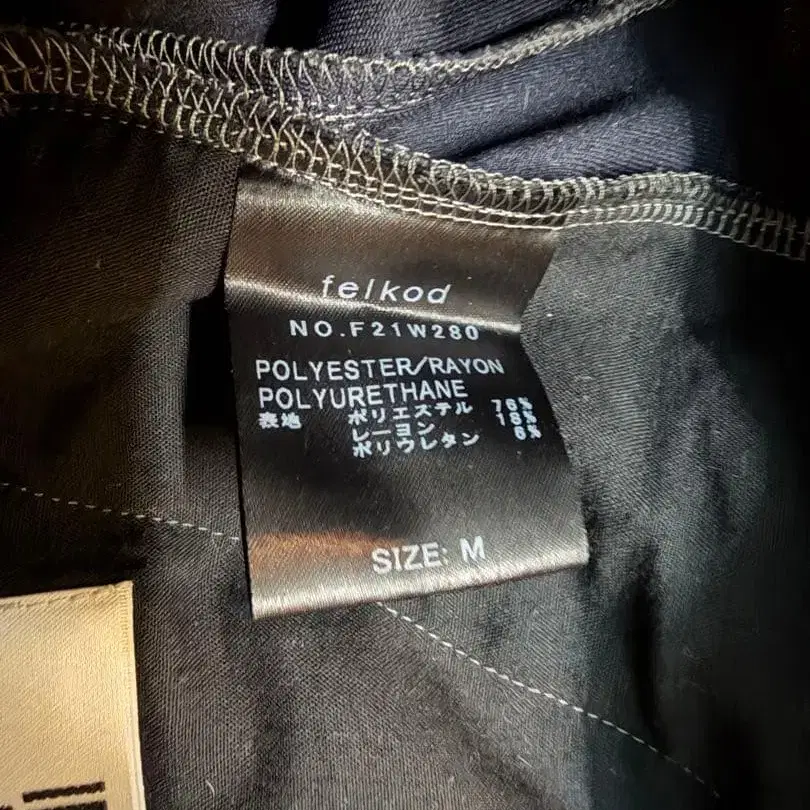 felkod
NO.F21W280
POLYESTER/RAYON
POLYURETHANE
表地 ポリエステル 76%
レーヨン 18%
ポリウレタン 6%
SIZE: M